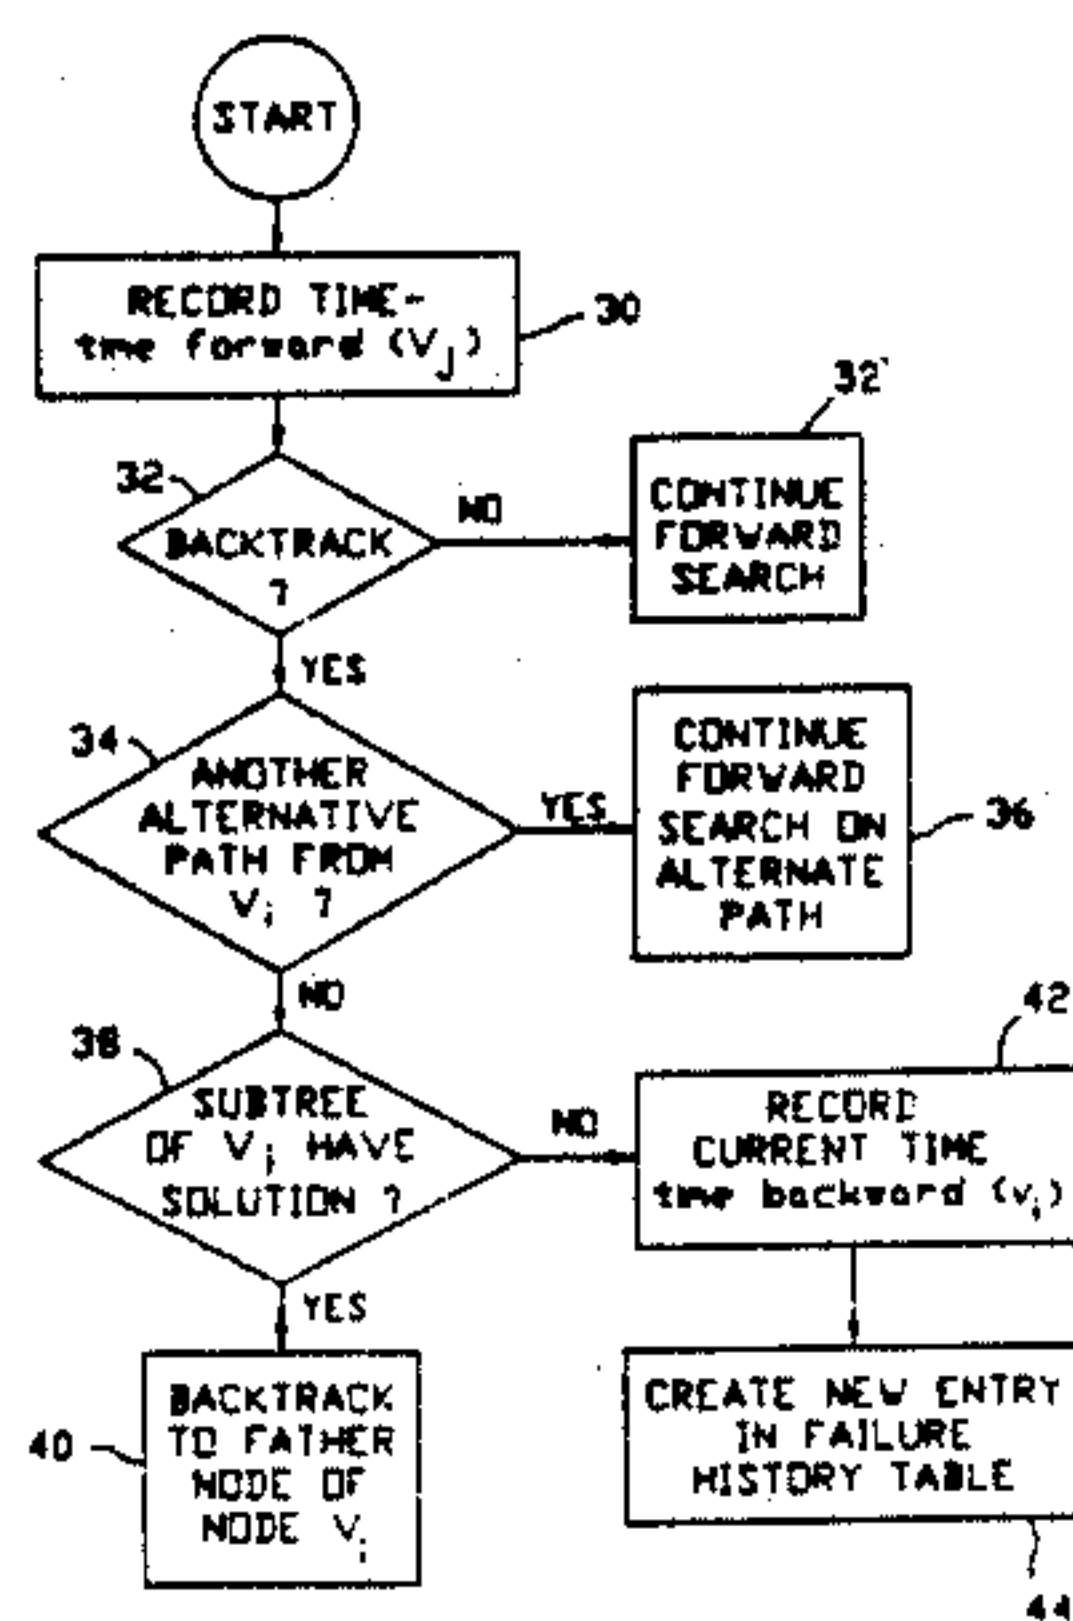 START
RECORD TIME-
time forward (VJ)
30
32
BACKTRACK
?
NO
32'
CONTINUE
FORWARD
SEARCH
YES
34
ANOTHER
ALTERNATIVE
PATH FROM
Vi ?
YES
CONTINUE
FORWARD
SEARCH ON
ALTERNATE
PATH
36
NO
38
SUBTREE
OF Vi HAVE
SOLUTION ?
NO
42
RECORD
CURRENT TIME
time backward (vi)
YES
40
BACKTRACK
TO FATHER
NODE OF
NODE Vi
CREATE NEW ENTRY
IN FAILURE
HISTORY TABLE
44